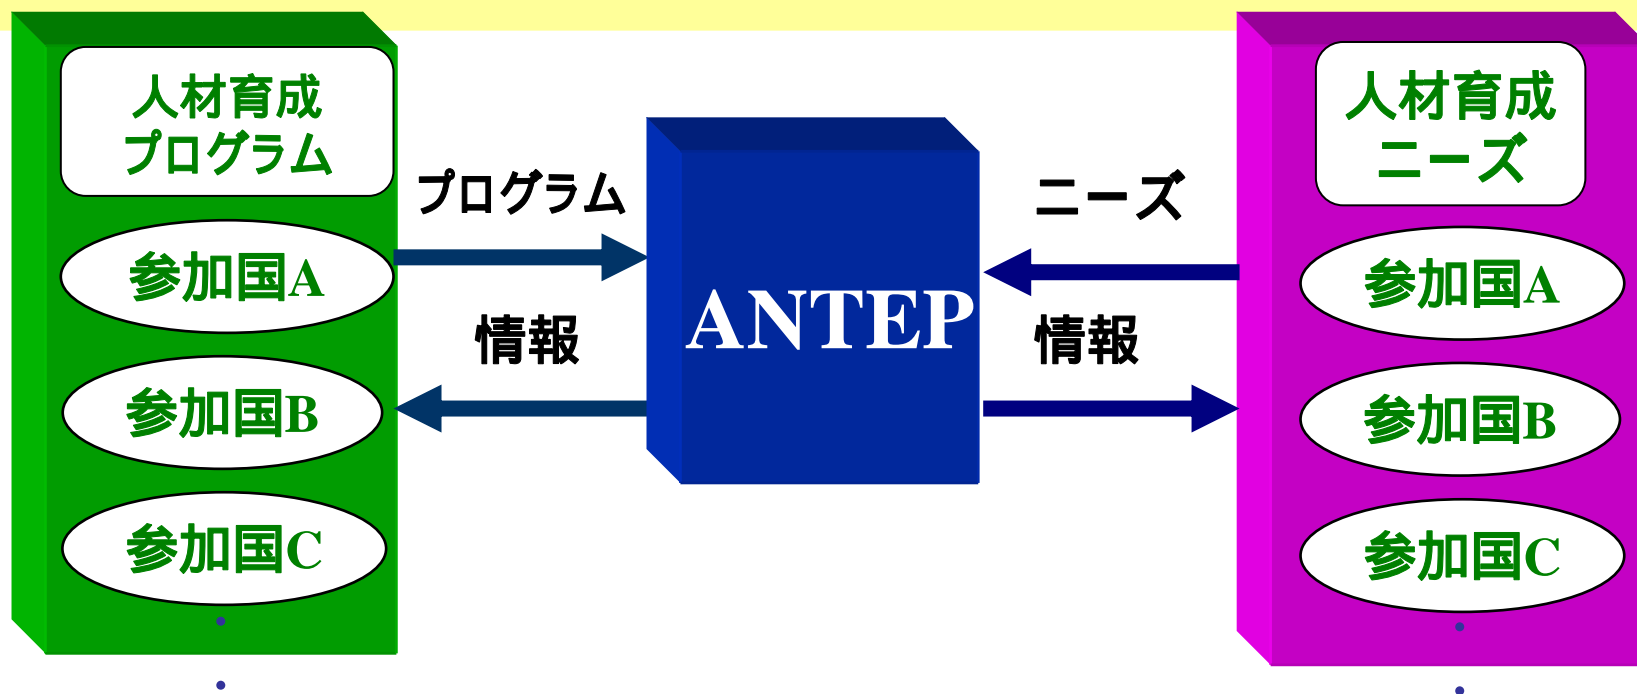 人材育成
プログラム
参加国A
参加国B
参加国C
プログラム
情報
ANTEP
ニーズ
情報
人材育成
ニーズ
参加国A
参加国B
参加国C